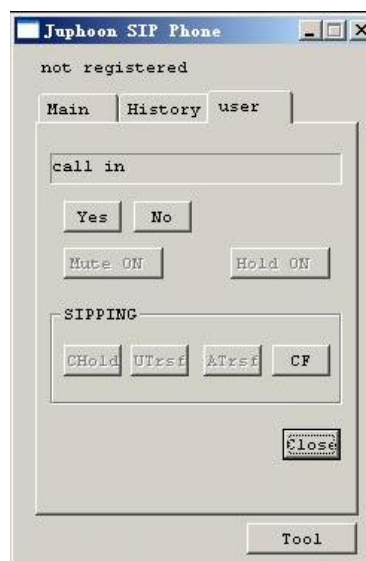 Juphoon SIP Phone
not registered
Main History user
call in
Yes No
Mute ON Hold ON
SIPPING
CHold UTrsf ATrsf CF
Close
Tool